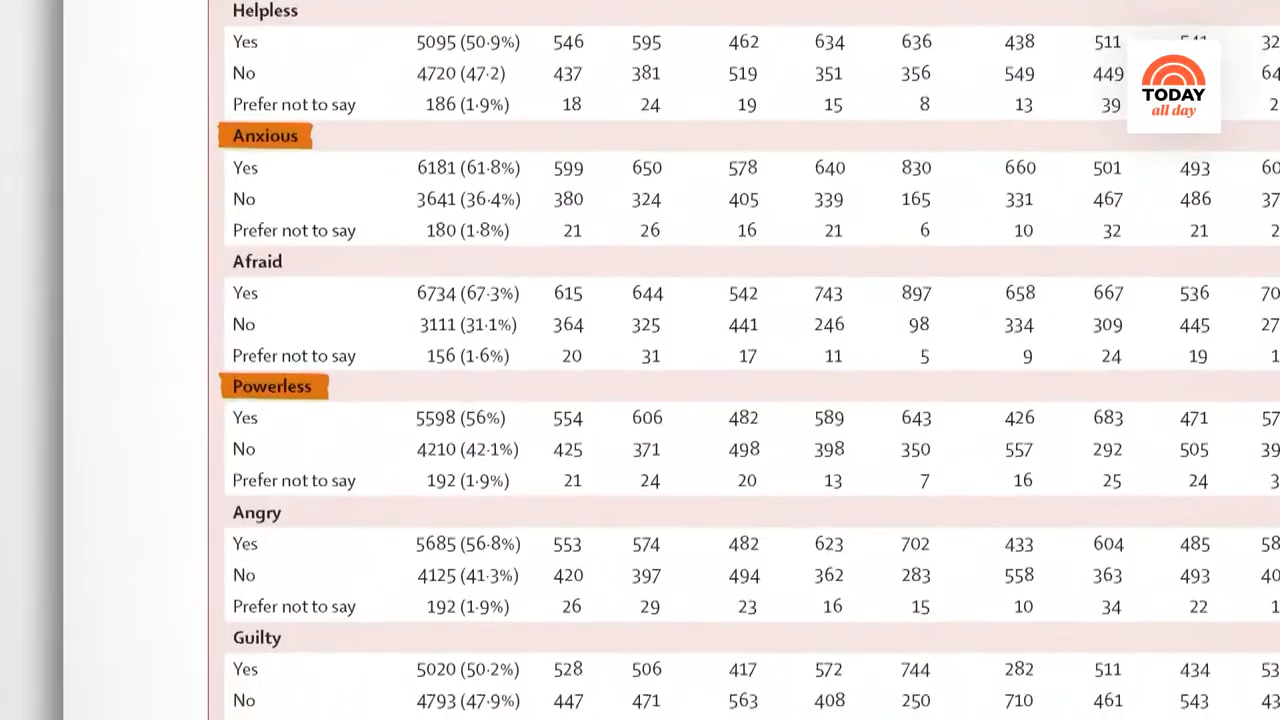 Helpless
Yes 5095 (50·9%) 546 595 462 634 636 438 511
No 4720 (47·2) 437 381 519 351 356 549 449
Prefer not to say 186 (1·9%) 18 24 19 15 8 13 39
TODAY
all day
Anxious
Yes 6181 (61·8%) 599 650 578 640 830 660 501 493
No 3641 (36·4%) 380 324 405 339 165 331 467 486
Prefer not to say 180 (1·8%) 21 26 16 21 6 10 32 21
Afraid
Yes 6734 (67·3%) 615 644 542 743 897 658 667 536
No 3111 (31·1%) 364 325 441 246 98 334 309 445
Prefer not to say 156 (1·6%) 20 31 17 11 5 9 24 19
Powerless
Yes 5598 (56%) 554 606 482 589 643 426 683 471
No 4210 (42·1%) 425 371 498 398 350 557 292 505
Prefer not to say 192 (1·9%) 21 24 20 13 7 16 25 24
Angry
Yes 5685 (56·8%) 553 574 482 623 702 433 604 485
No 4125 (41·3%) 420 397 494 362 283 558 363 493
Prefer not to say 192 (1·9%) 26 29 23 16 15 10 34 22
Guilty
Yes 5020 (50·2%) 528 506 417 572 744 282 511 434
No 4793 (47·9%) 447 471 563 408 250 710 461 543